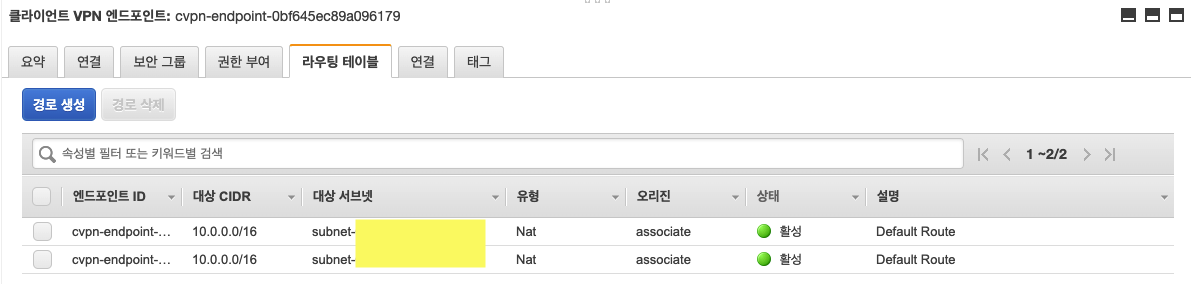 클라이언트 VPN 엔드포인트: cvpn-endpoint-0bf645ec89a096179
요약 연결 보안 그룹 권한 부여 라우팅 테이블 연결 태그
경로 생성 경로 삭제
속성별 필터 또는 키워드별 검색 1 ~2/2
엔드포인트 ID 대상 CIDR 대상 서브넷 유형 오리진 상태 설명
cvpn-endpoint-... 10.0.0.0/16 subnet- Nat associate 활성 Default Route
cvpn-endpoint-... 10.0.0.0/16 subnet- Nat associate 활성 Default Route